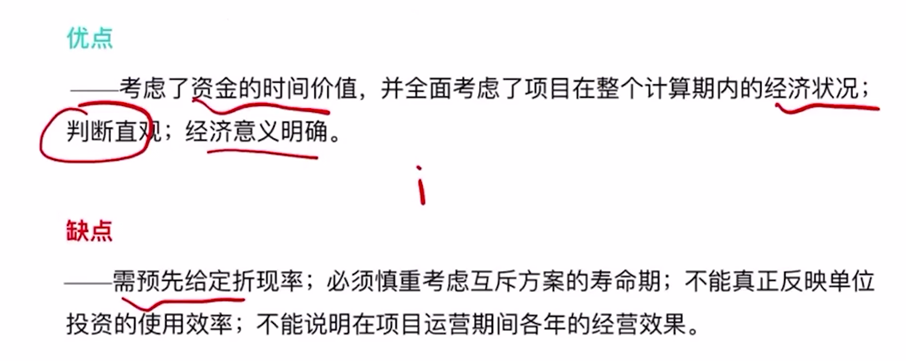 优点
——考虑了资金的时间价值，并全面考虑了项目在整个计算期内的经济状况；
判断直观；经济意义明确。
i
缺点
——需预先给定折现率；必须慎重考虑互斥方案的寿命期；不能真正反映单位
投资的使用效率；不能说明在项目运营期间各年的经营效果。